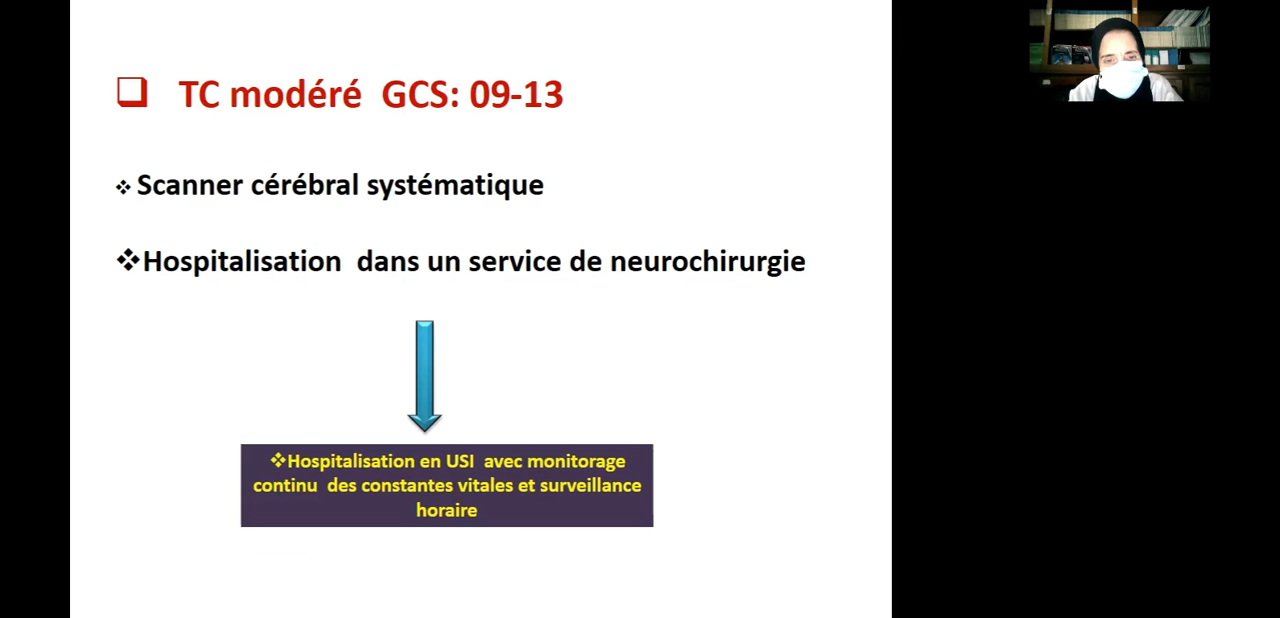 ❑ TC modéré GCS: 09-13
❖ Scanner cérébral systématique
❖Hospitalisation dans un service de neurochirurgie
❖Hospitalisation en USI avec monitorage
continu des constantes vitales et surveillance
horaire